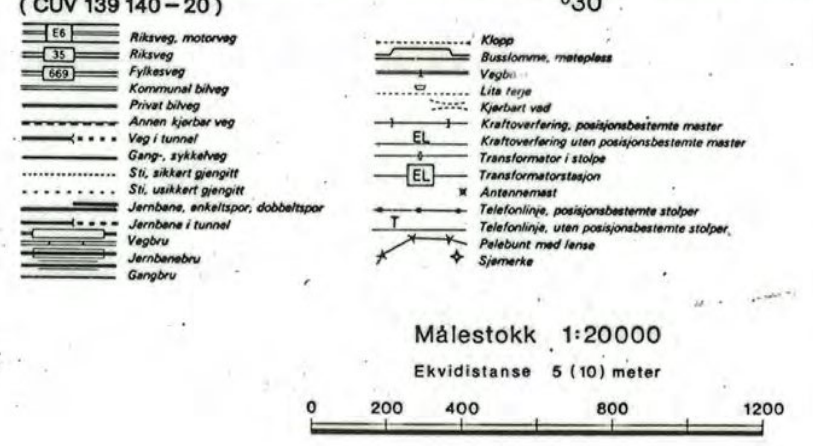 ( CUV 139 140 – 20 )
30
E6 Riksveg, motorveg
35 Riksveg
669 Fylkesveg
Kommunal bilveg
Privat bilveg
Annen kjørbar veg
Veg i tunnel
Gang-, sykkelveg
Sti, sikkert gjengitt
Sti, usikkert gjengitt
Jernbane, enkeltspor, dobbeltspor
Jernbane i tunnel
Vegbru
Jernbanebru
Gangbru
Klopp
Busslomme, møteplass
Lita ferje
Kjørbart vad
Kraftoverføring, posisjonsbestemte master
EL Kraftoverføring uten posisjonsbestemte master
Transformator i stolpe
EL Transformatorstasjon
Antennemast
Telefonlinje, posisjonsbestemte stolper
T Telefonlinje, uten posisjonsbestemte stolper
Pelebunt med lense
Sjømerke
Målestokk 1:20000
Ekvidistanse 5 (10) meter
0 200 400 800 1200